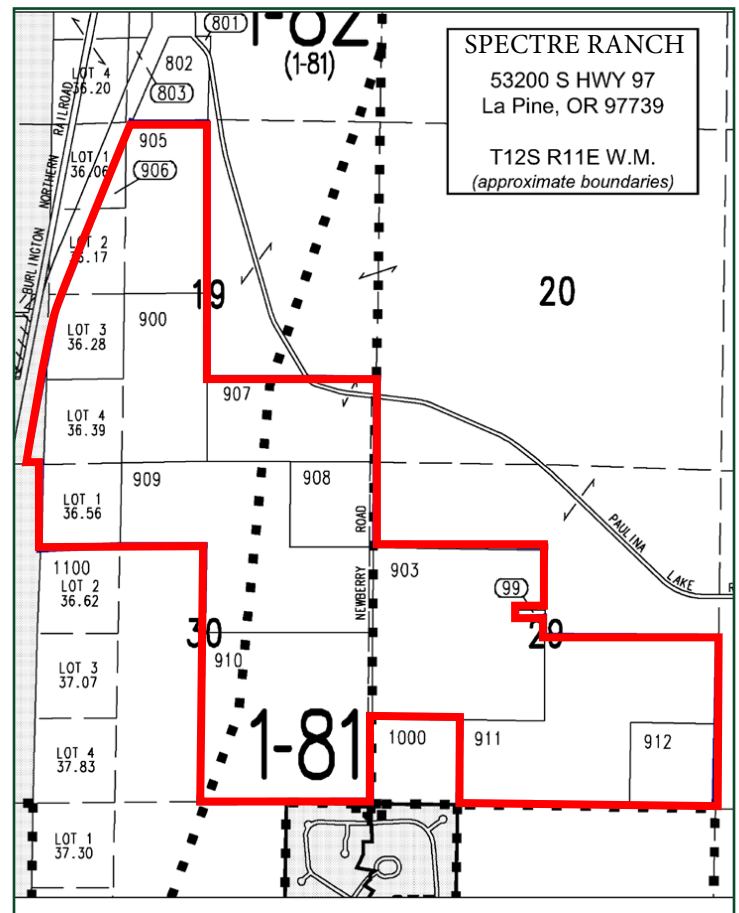 SPECTRE RANCH
53200 S HWY 97
La Pine, OR 97739
T12S R11E W.M.
(approximate boundaries)
801
1-82
(1-81)
802
803
LOT 4
36.20
BURLINGTON NORTHERN RAILROAD
905
LOT 1
36.06
906
LOT 2
36.17
19
20
900
LOT 3
36.28
907
LOT 4
36.39
909
908
LOT 1
36.56
NEWBERRY ROAD
PAULINA LAKE R
1100
903
LOT 2
36.62
99
30
29
910
LOT 3
37.07
1-81
1000
911
912
LOT 4
37.83
LOT 1
37.30